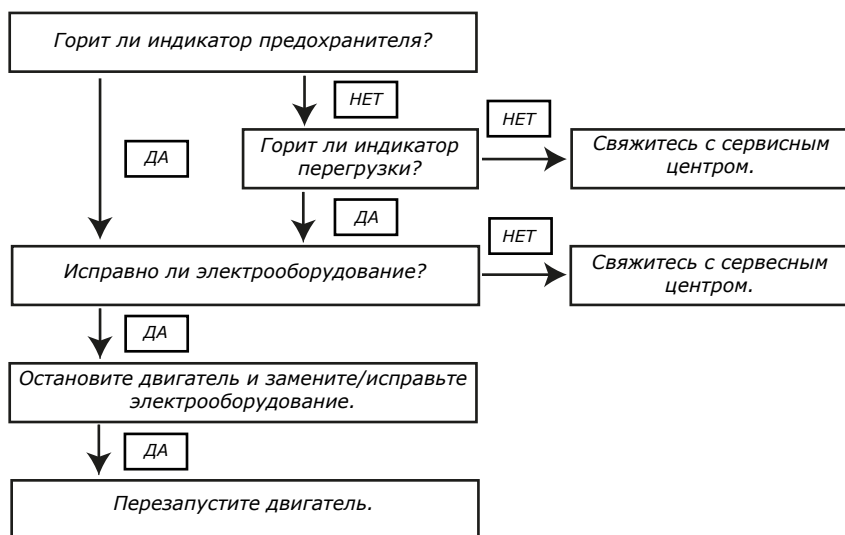 Горит ли индикатор предохранителя?
НЕТ
НЕТ
ДА
Горит ли индикатор
перегрузки?
Свяжитесь с сервисным
центром.
ДА
НЕТ
Исправно ли электрооборудование?
Свяжитесь с сервесным
центром.
ДА
Остановите двигатель и замените/исправьте
электрооборудование.
ДА
Перезапустите двигатель.